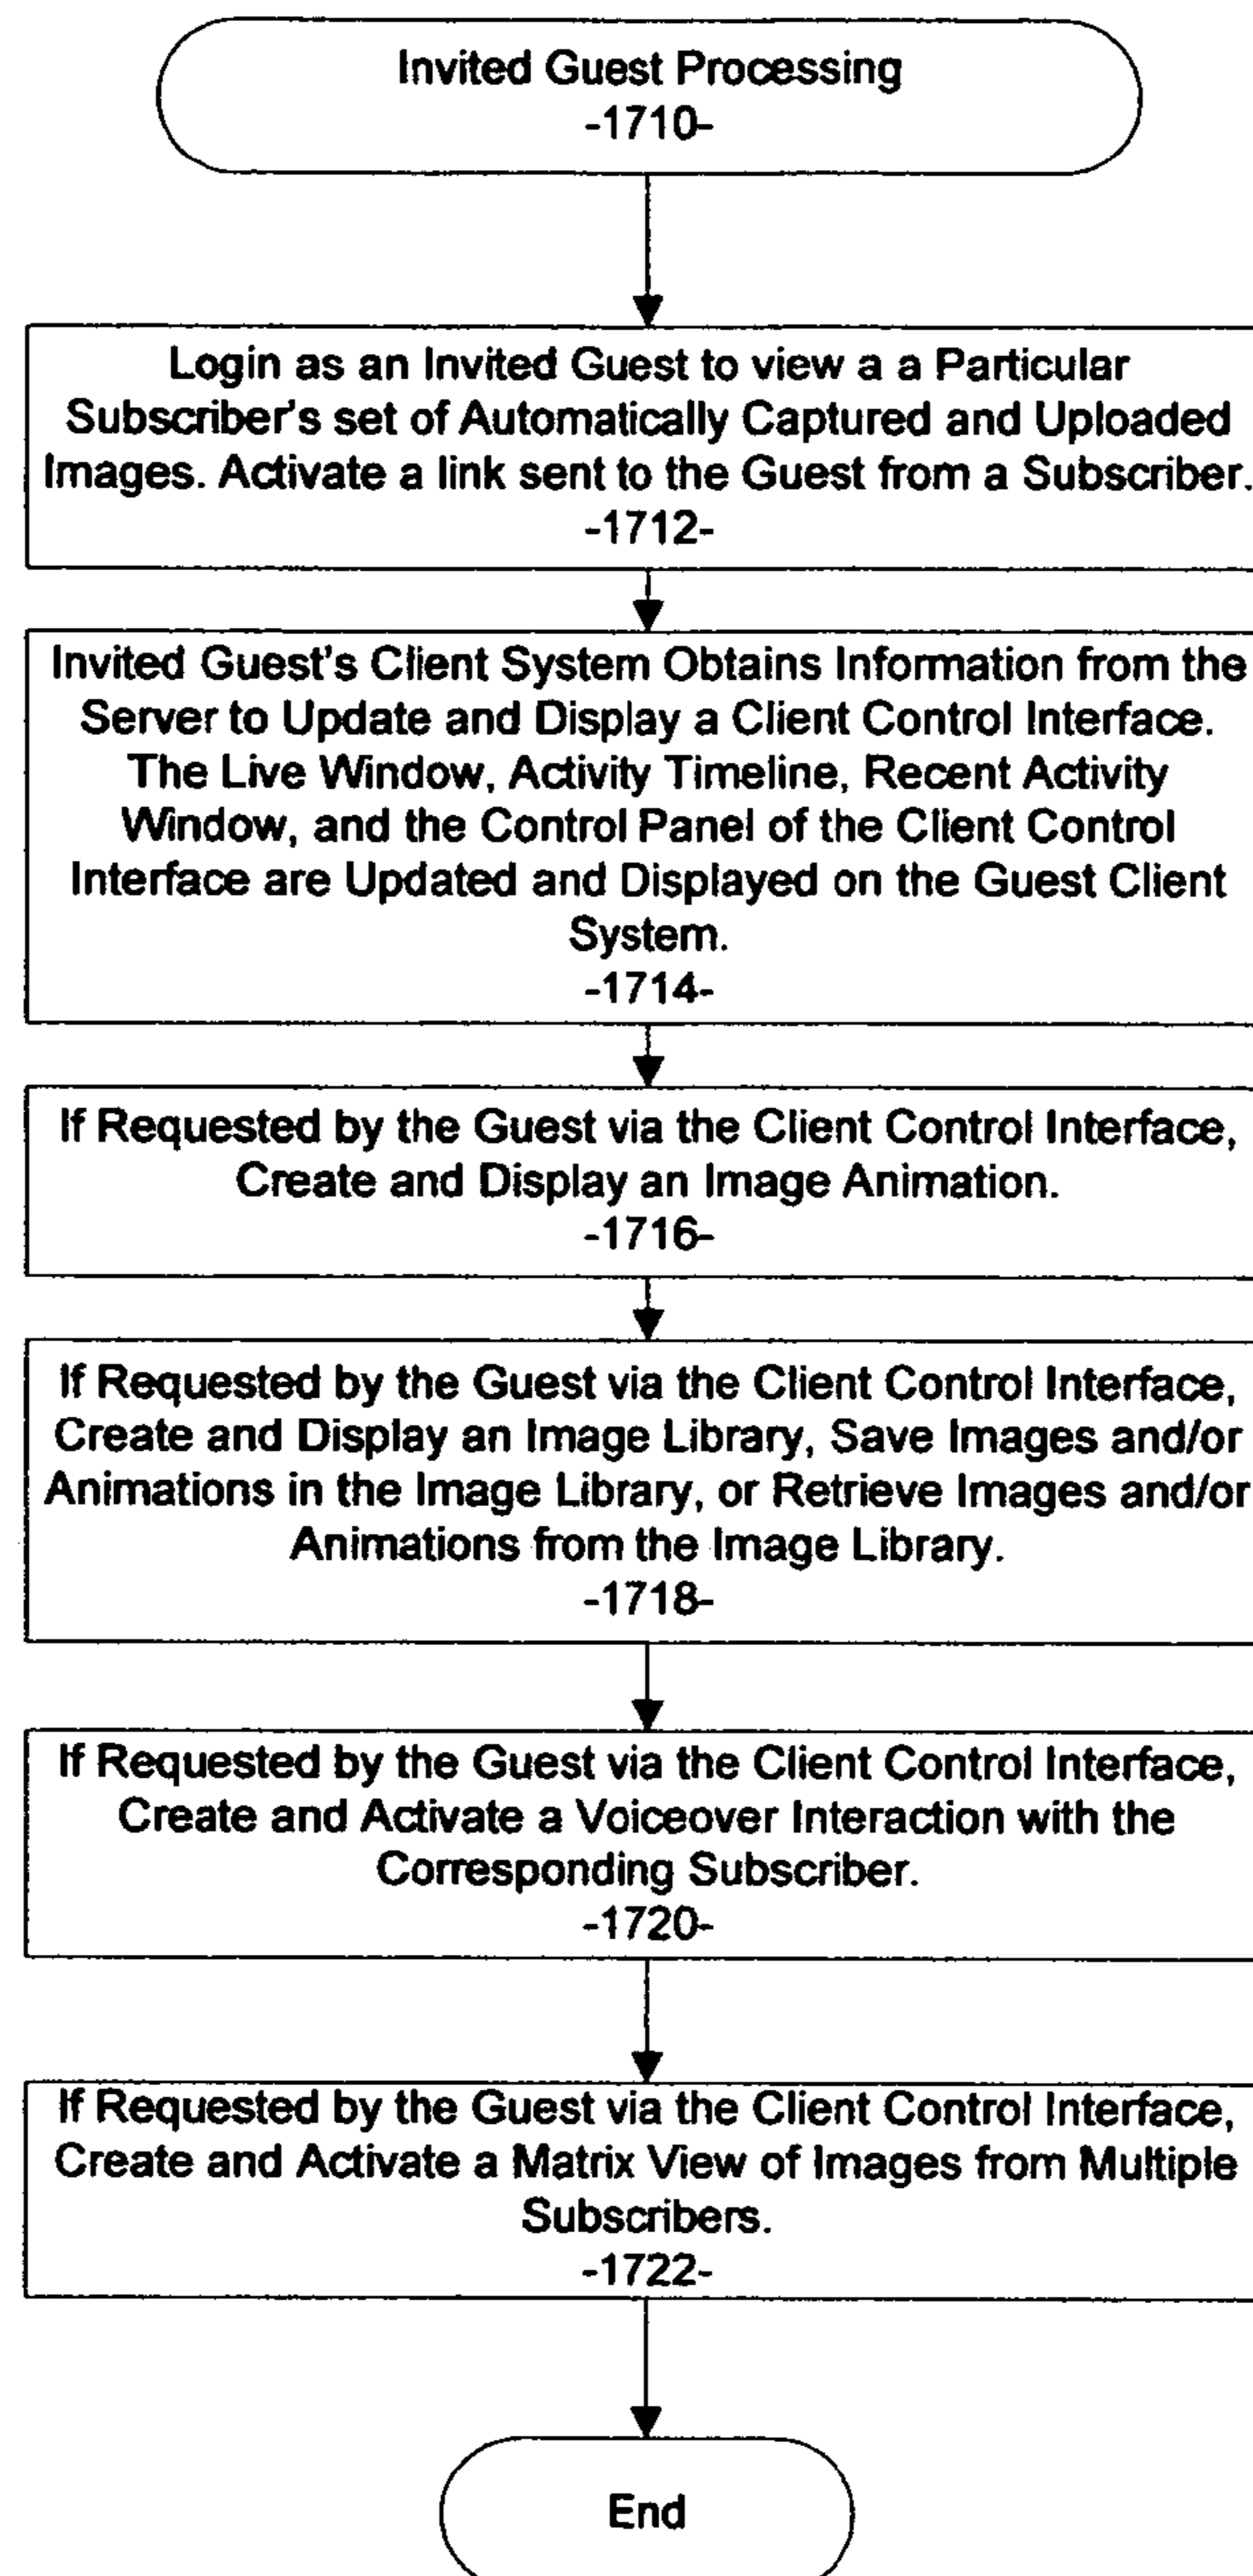 Invited Guest Processing
-1710-
Login as an Invited Guest to view a a Particular
Subscriber's set of Automatically Captured and Uploaded
Images. Activate a link sent to the Guest from a Subscriber.
-1712-
Invited Guest's Client System Obtains Information from the
Server to Update and Display a Client Control Interface.
The Live Window, Activity Timeline, Recent Activity
Window, and the Control Panel of the Client Control
Interface are Updated and Displayed on the Guest Client
System.
-1714-
If Requested by the Guest via the Client Control Interface,
Create and Display an Image Animation.
-1716-
If Requested by the Guest via the Client Control Interface,
Create and Display an Image Library, Save Images and/or
Animations in the Image Library, or Retrieve Images and/or
Animations from the Image Library.
-1718-
If Requested by the Guest via the Client Control Interface,
Create and Activate a Voiceover Interaction with the
Corresponding Subscriber.
-1720-
If Requested by the Guest via the Client Control Interface,
Create and Activate a Matrix View of Images from Multiple
Subscribers.
-1722-
End